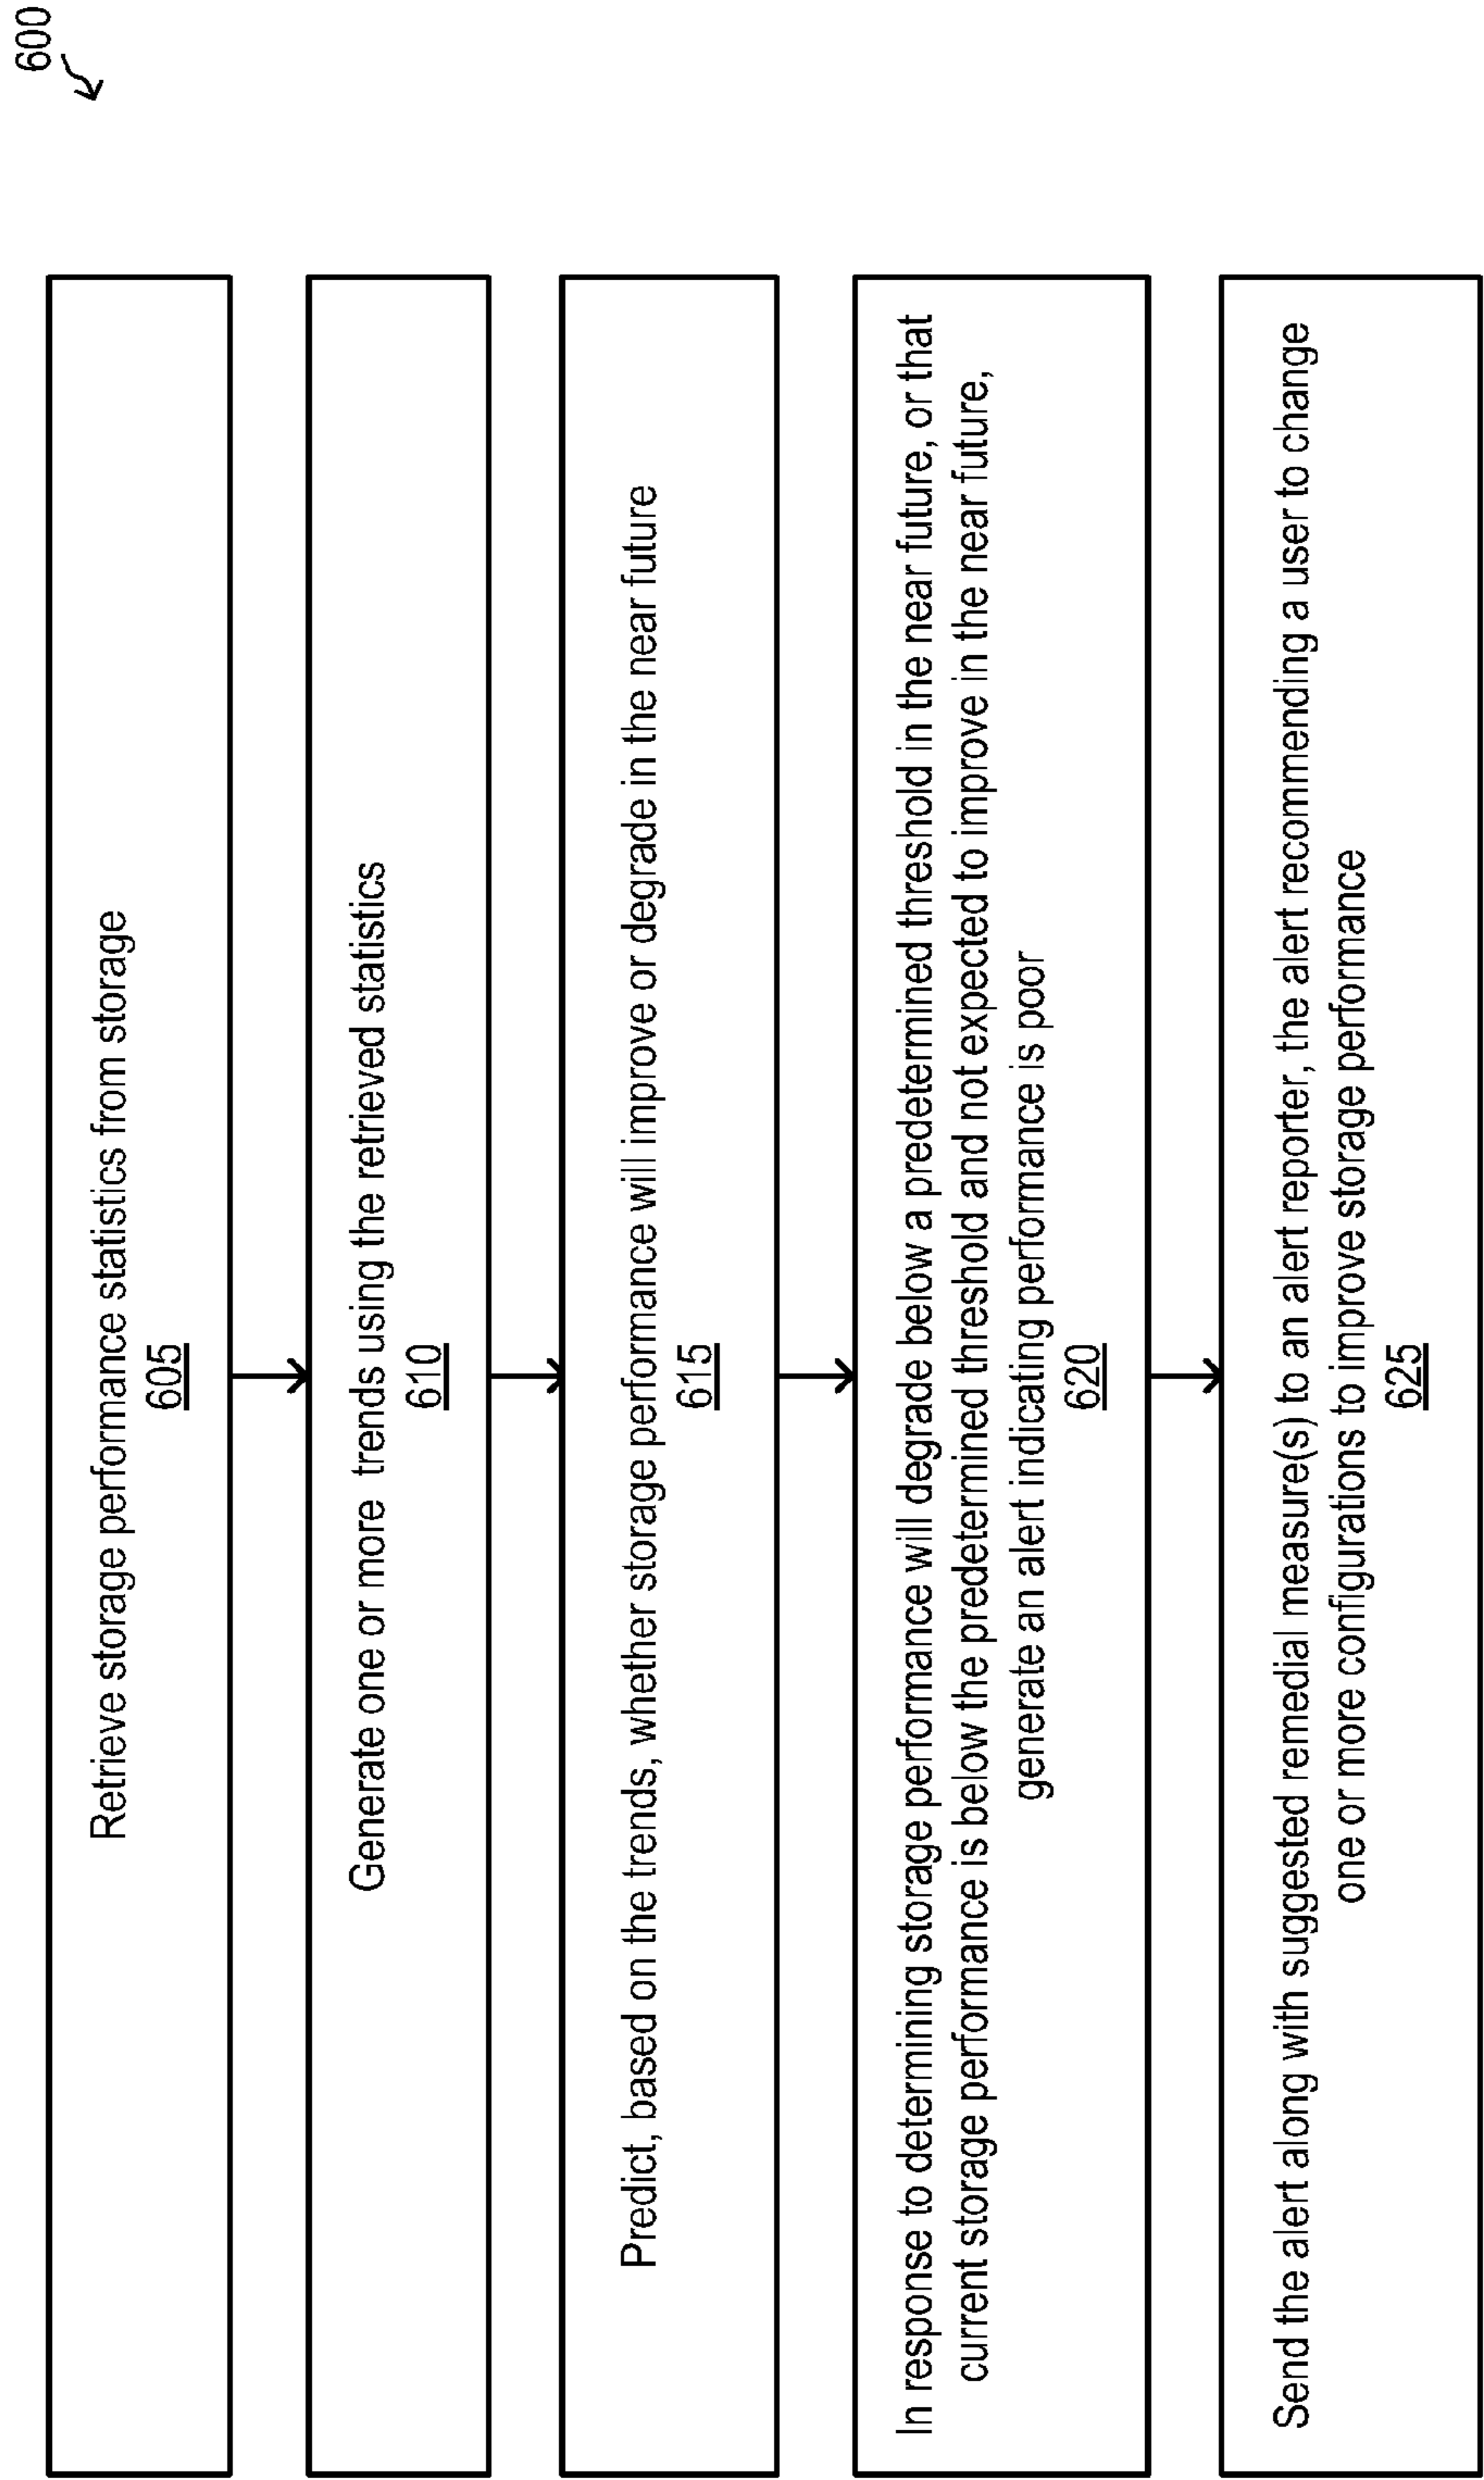 600
Retrieve storage performance statistics from storage
605
Generate one or more trends using the retrieved statistics
610
Predict, based on the trends, whether storage performance will improve or degrade in the near future
615
In response to determining storage performance will degrade below a predetermined threshold in the near future, or that
current storage performance is below the predetermined threshold and not expected to improve in the near future,
generate an alert indicating performance is poor
620
Send the alert along with suggested remedial measure(s) to an alert reporter, the alert recommending a user to change
one or more configurations to improve storage performance
625